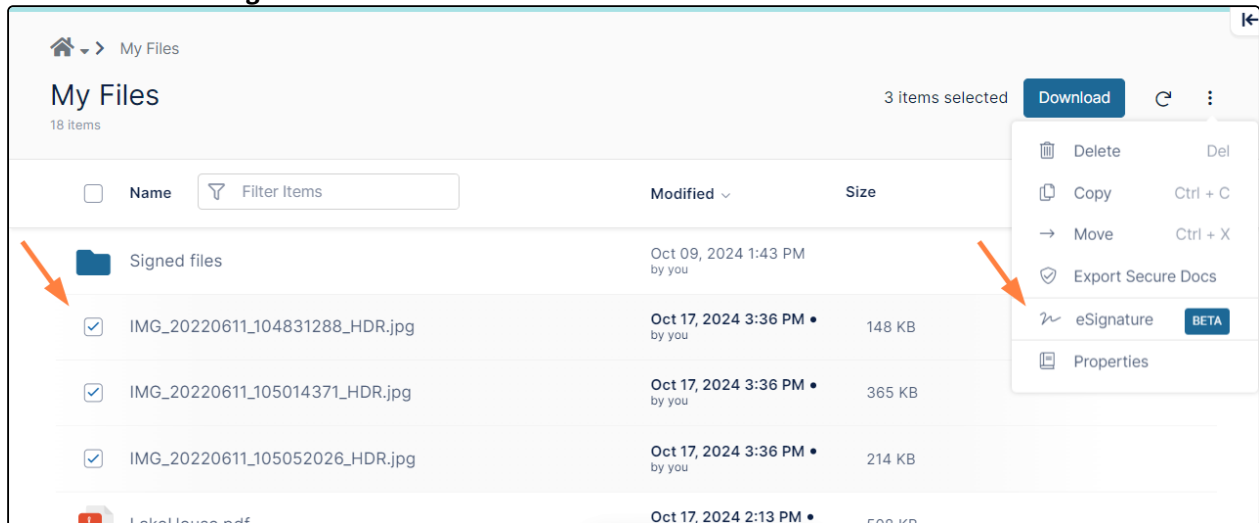 My Files
My Files
3 items selected
Download
18 items
Delete Del
Copy Ctrl + C
Move Ctrl + X
Export Secure Docs
eSignature BETA
Properties
Name
Filter Items
Modified
Size
Signed files
Oct 09, 2024 1:43 PM
by you
IMG_20220611_104831288_HDR.jpg
Oct 17, 2024 3:36 PM •
by you
148 KB
IMG_20220611_105014371_HDR.jpg
Oct 17, 2024 3:36 PM •
by you
365 KB
IMG_20220611_105052026_HDR.jpg
Oct 17, 2024 3:36 PM •
by you
214 KB
Oct 17, 2024 2:13 PM •